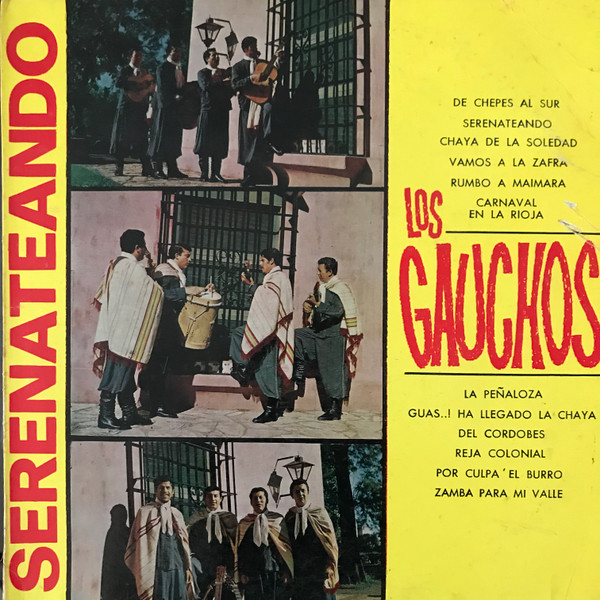 SERENATEANDO
DE CHEPES AL SUR
SERENATEANDO
CHAYA DE LA SOLEDAD
VAMOS A LA ZAFRA
RUMBO A MAIMARA
CARNAVAL
EN LA RIOJA
LOS
GAUCHOS
LA PEÑALOZA
GUAS..! HA LLEGADO LA CHAYA
DEL CORDOBES
REJA COLONIAL
POR CULPA'EL BURRO
ZAMBA PARA MI VALLE